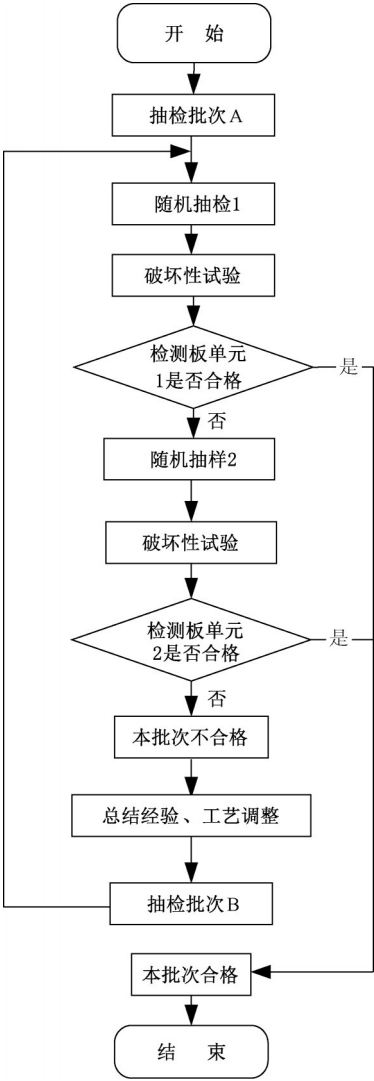 开 始
抽检批次A
随机抽检1
破坏性试验
检测板单元
1是否合格
是
否
随机抽样2
破坏性试验
检测板单元
2是否合格
是
否
本批次不合格
总结经验、工艺调整
抽检批次B
本批次合格
结 束